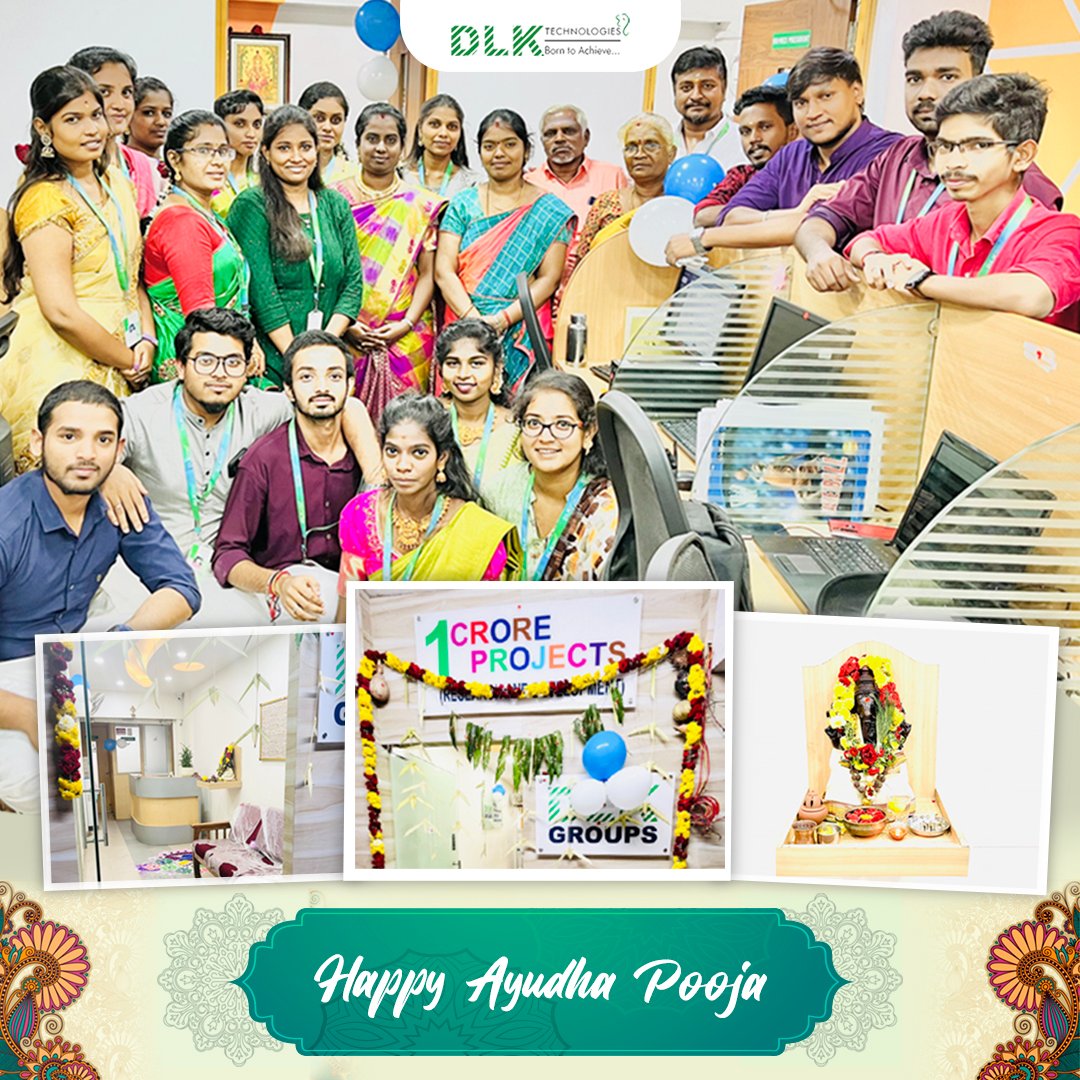 DLK TECHNOLOGIES
Born to Achieve...
1 CRORE
PROJECTS
GROUPS
G
Happy Ayudha Pooja